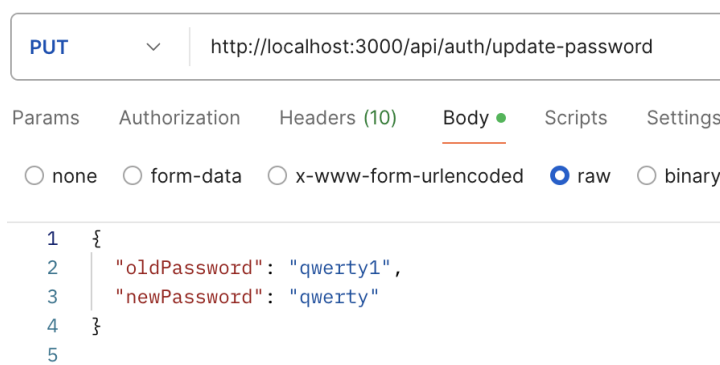 PUT http://localhost:3000/api/auth/update-password
Params Authorization Headers (10) Body Scripts Settings
none form-data x-www-form-urlencoded raw binary
1 {
2 "oldPassword": "qwerty1",
3 "newPassword": "qwerty"
4 }
5